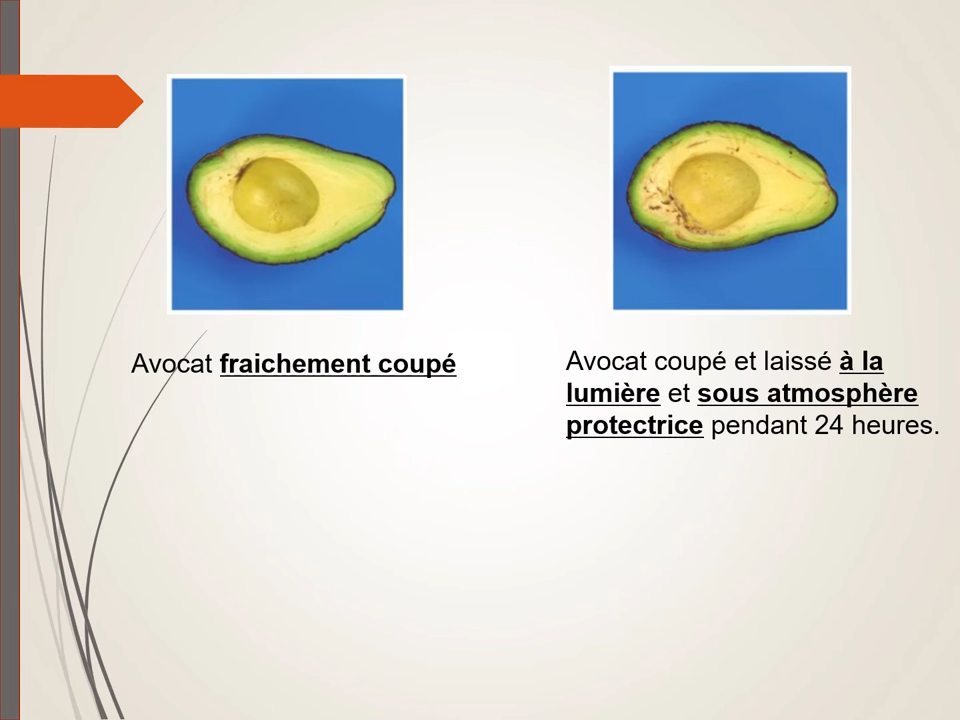 Avocat fraichement coupé
Avocat coupé et laissé à la
lumière et sous atmosphère
protectrice pendant 24 heures.